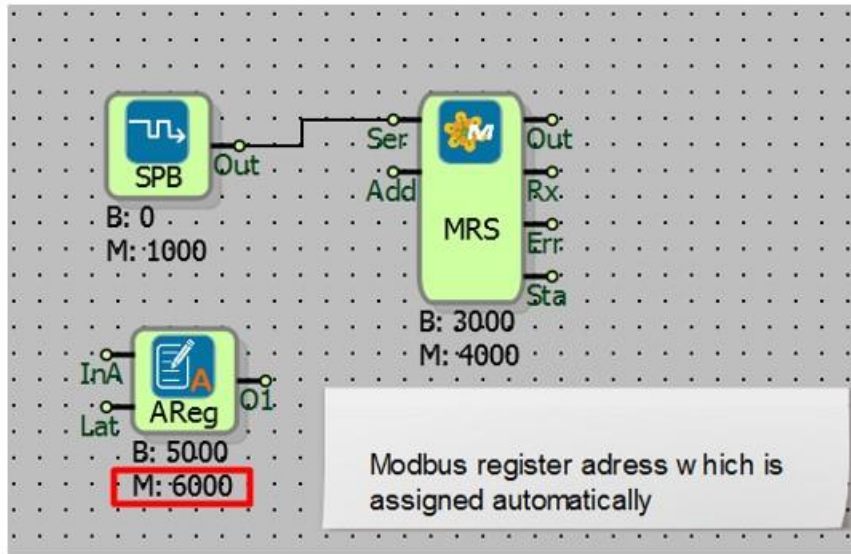 SPB
Out
B: 0
M: 1000
Ser
Add
M
MRS
Out
Rx
Err
Sta
B: 3000
M: 4000
InA
Lat
A
AReg
O1
B: 5000
M: 6000
Modbus register adress w hich is
assigned automatically